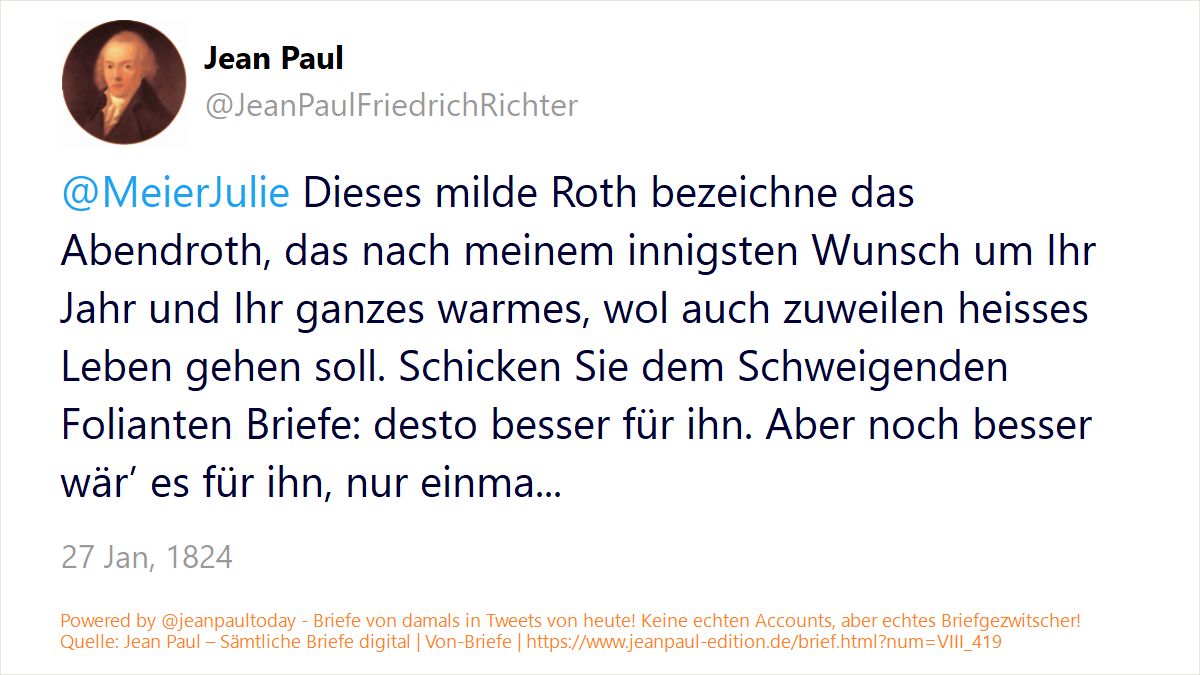 Jean Paul
@JeanPaulFriedrichRichter
@MeierJulie Dieses milde Roth bezeichne das
Abendroth, das nach meinem innigsten Wunsch um Ihr
Jahr und Ihr ganzes warmes, wol auch zuweilen heisses
Leben gehen soll. Schicken Sie dem Schweigenden
Folianten Briefe: desto besser für ihn. Aber noch besser
wär’ es für ihn, nur einma...
27 Jan, 1824
Powered by @jeanpaultoday - Briefe von damals in Tweets von heute! Keine echten Accounts, aber echtes Briefgezwitscher!
Quelle: Jean Paul – Sämtliche Briefe digital | Von-Briefe | https://www.jeanpaul-edition.de/brief.html?num=VIII_419